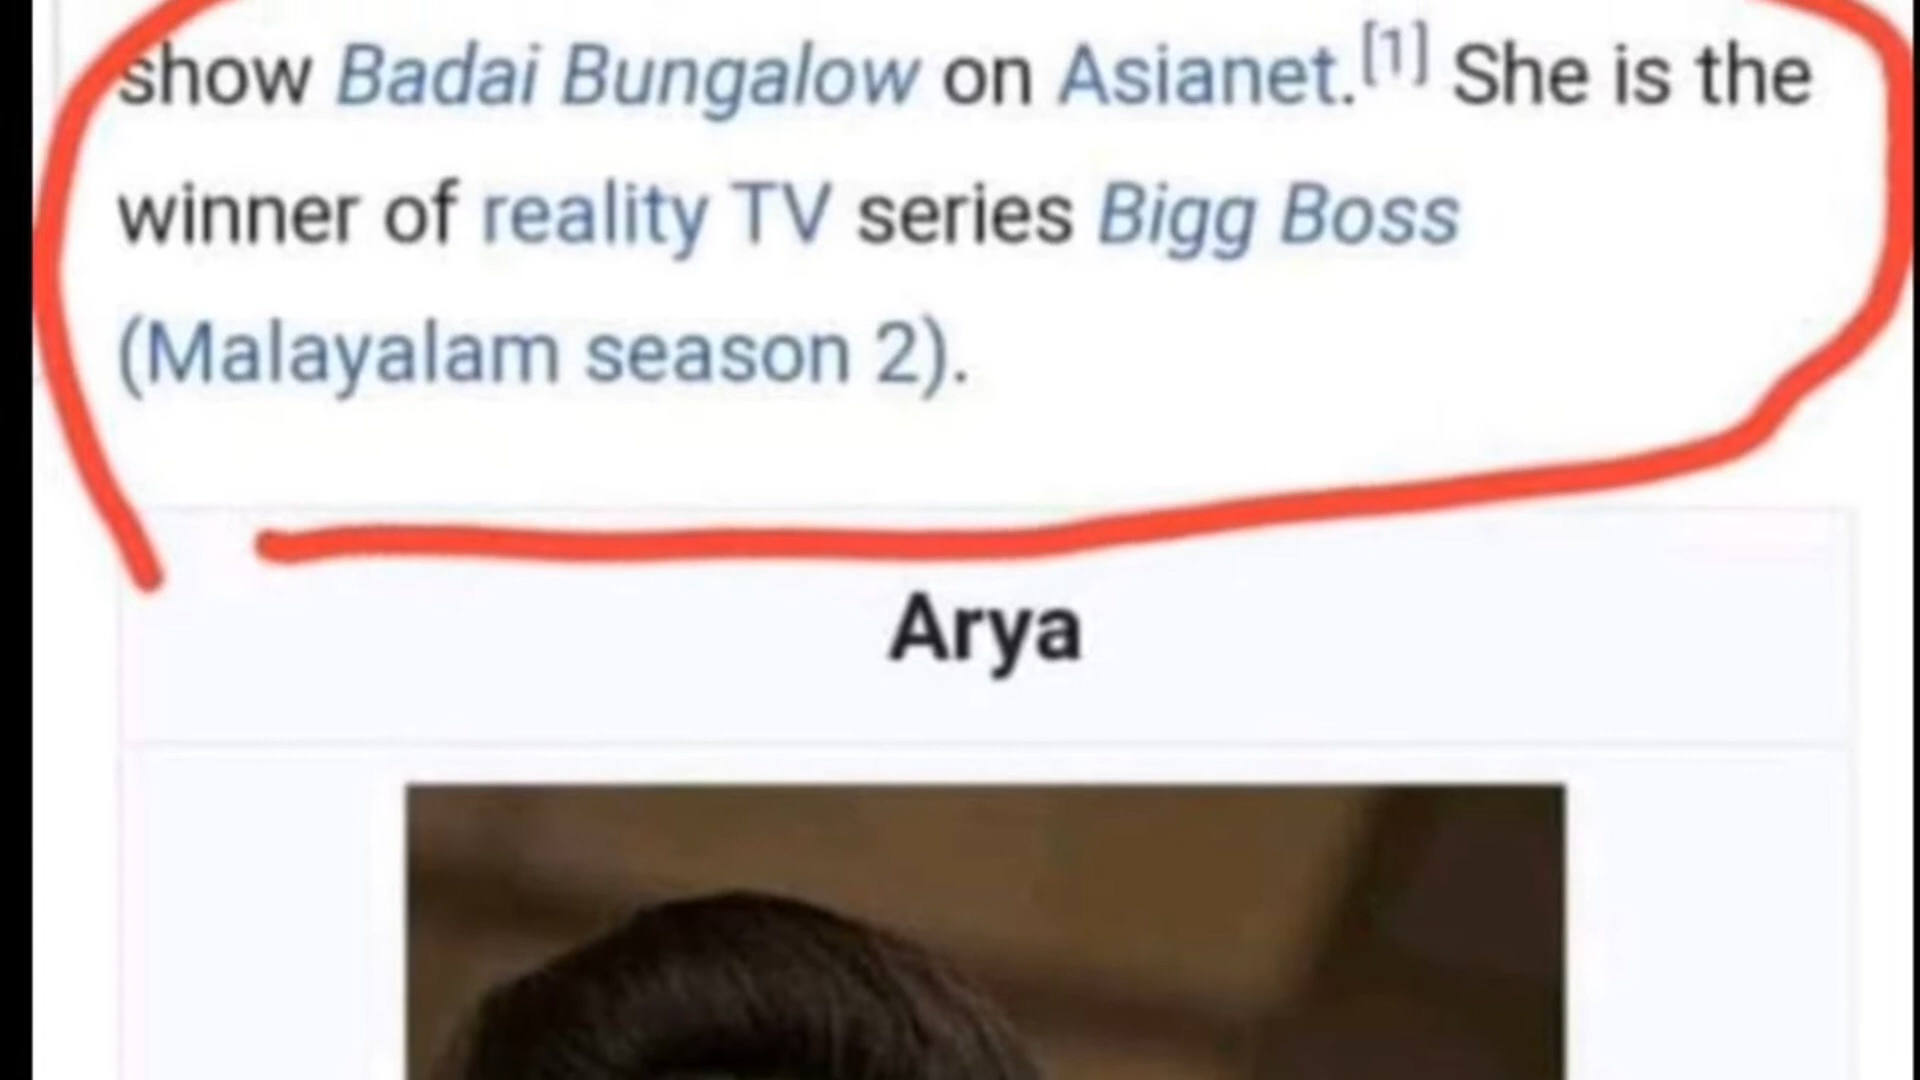 show Badai Bungalow on Asianet.[1] She is the
winner of reality TV series Bigg Boss
(Malayalam season 2).
Arya